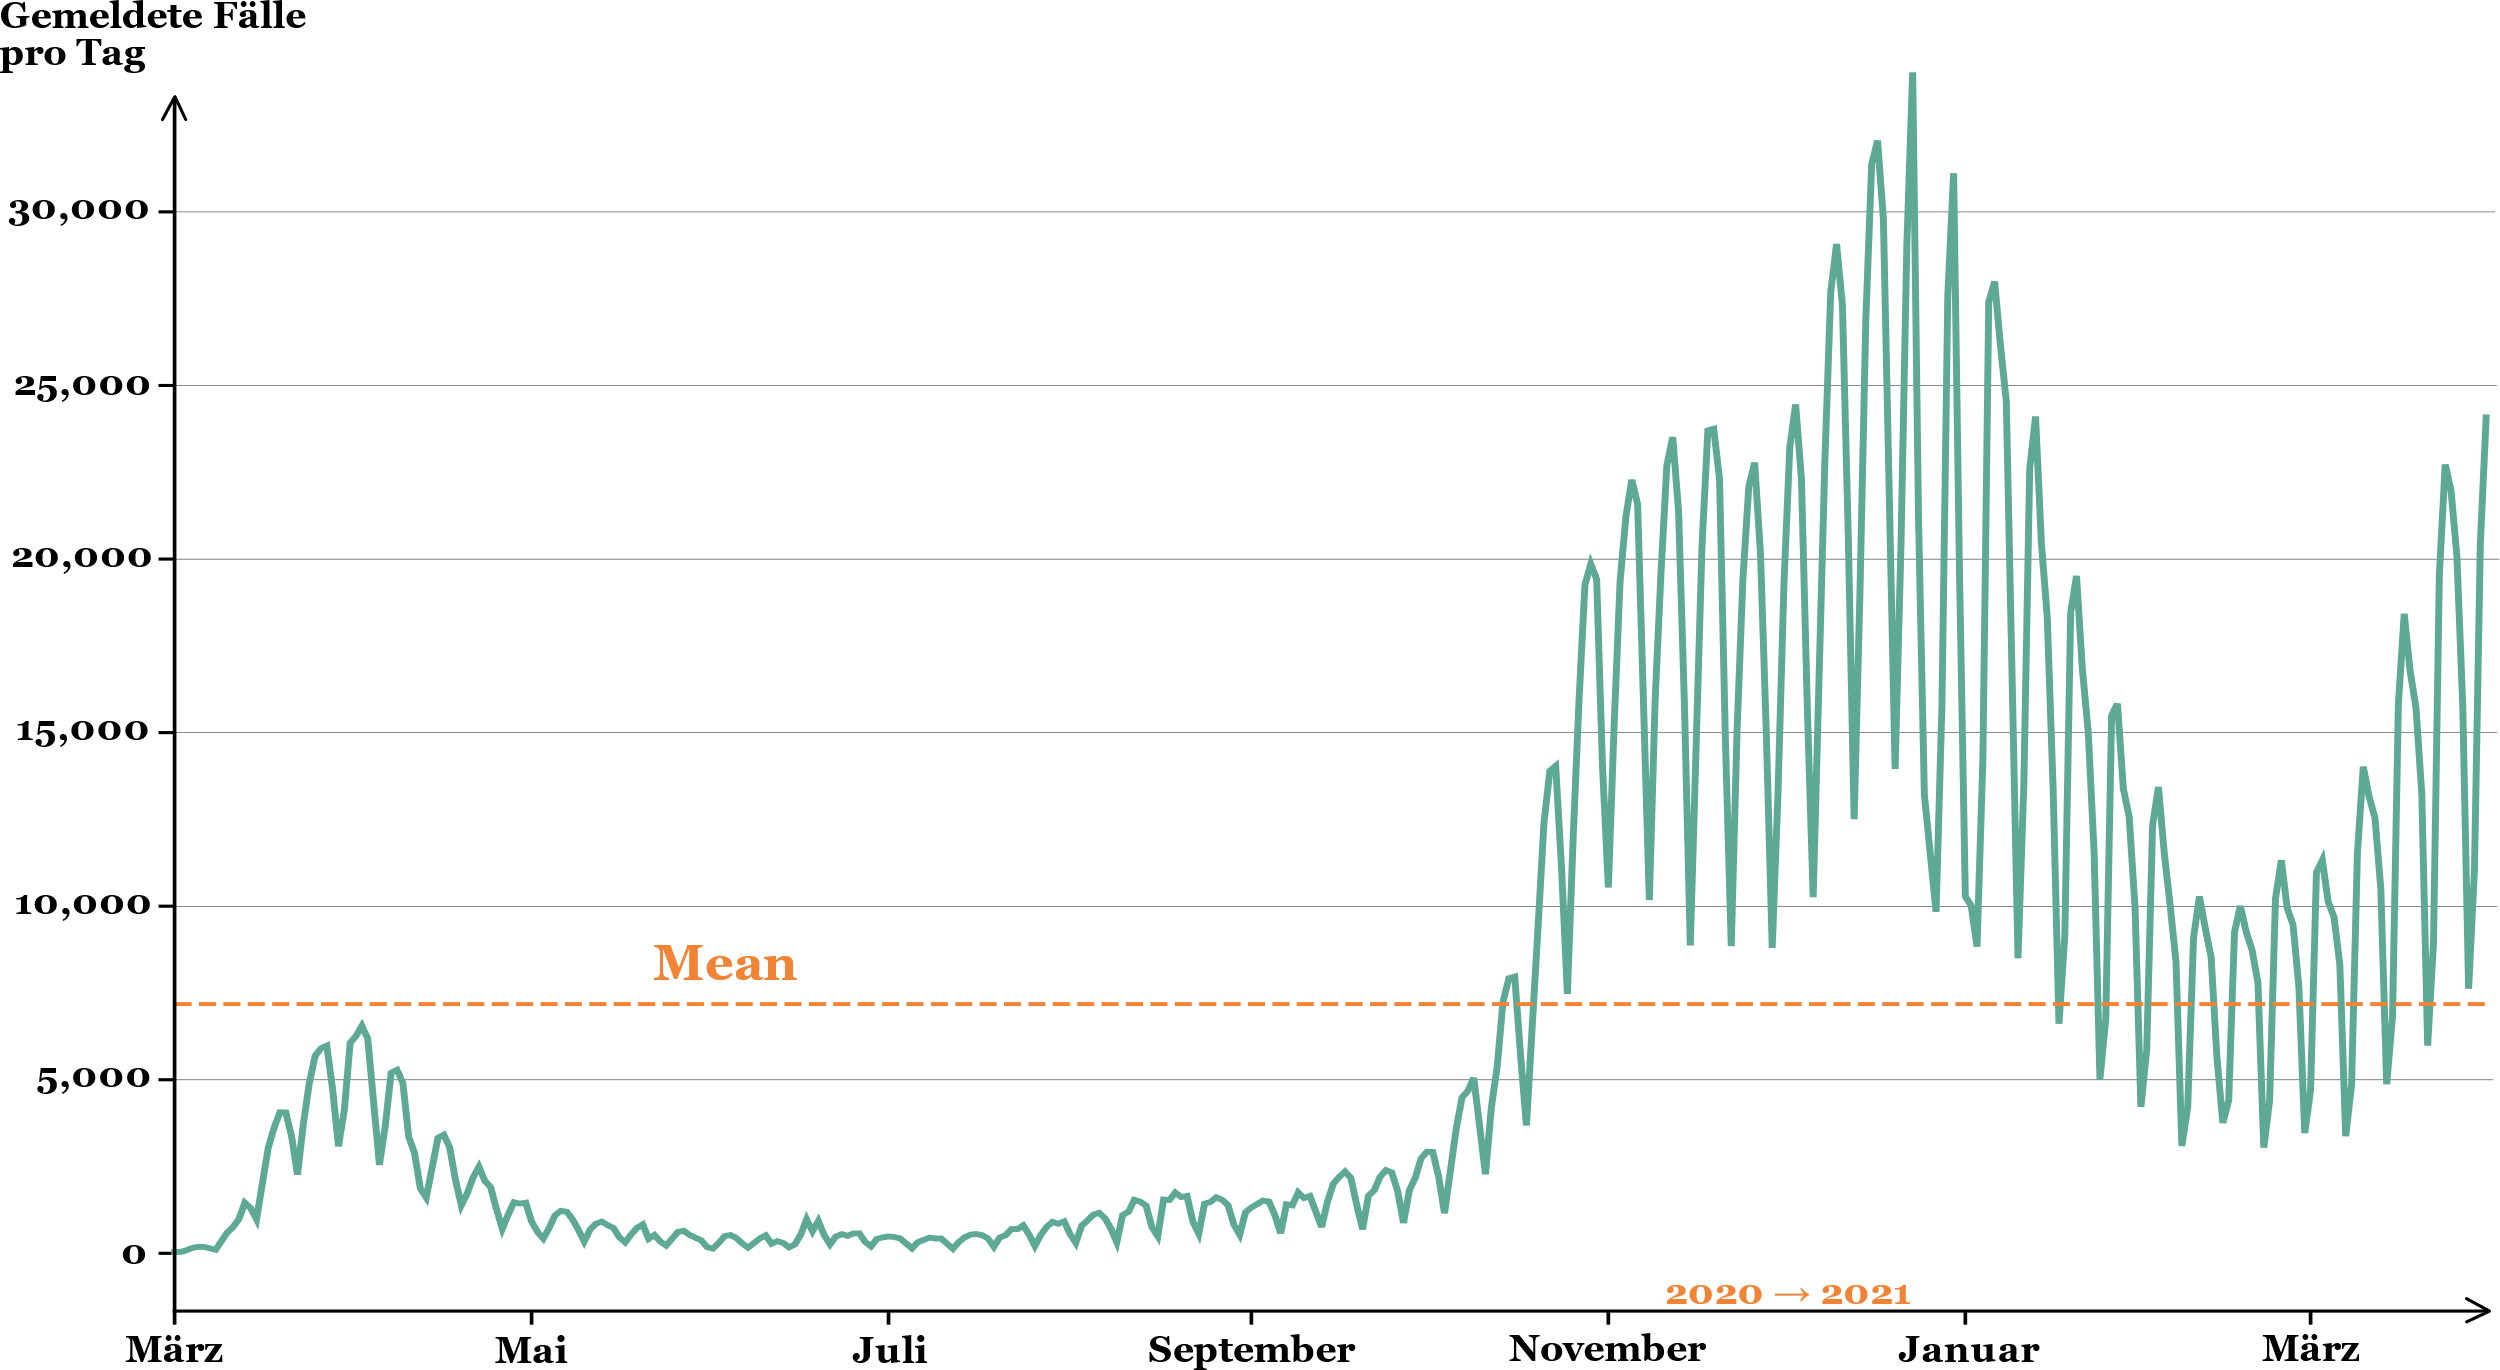 Gemeldete Fälle
pro Tag
30,000
25,000
20,000
15,000
10,000
Mean
5,000
0
2020 → 2021
März Mai Juli September November Januar März